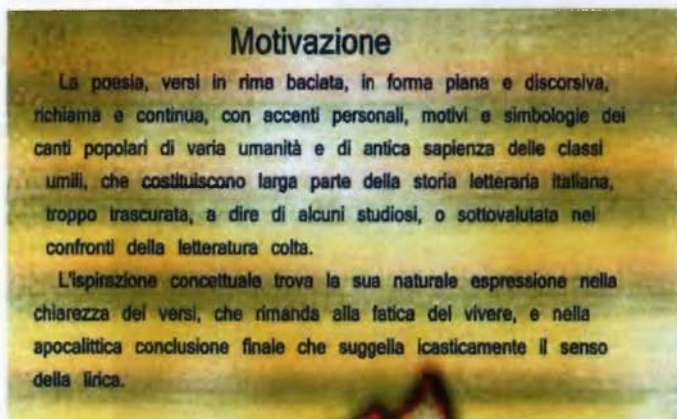 Motivazione
La poesia, versi in rima baciata, in forma piana e discorsiva,
richiama e continua, con accenti personali, motivi e simbologie dei
canti popolari di varia umanità e di antica sapienza delle classi
umili, che costituiscono larga parte della storia letteraria italiana,
troppo trascurata, a dire di alcuni studiosi, o sottovalutata nei
confronti della letteratura colta.
L'ispirazione concettuale trova la sua naturale espressione nella
chiarezza dei versi, che rimanda alla fatica del vivere, e nella
apocalittica conclusione finale che suggella icasticamente il senso
della lirica.